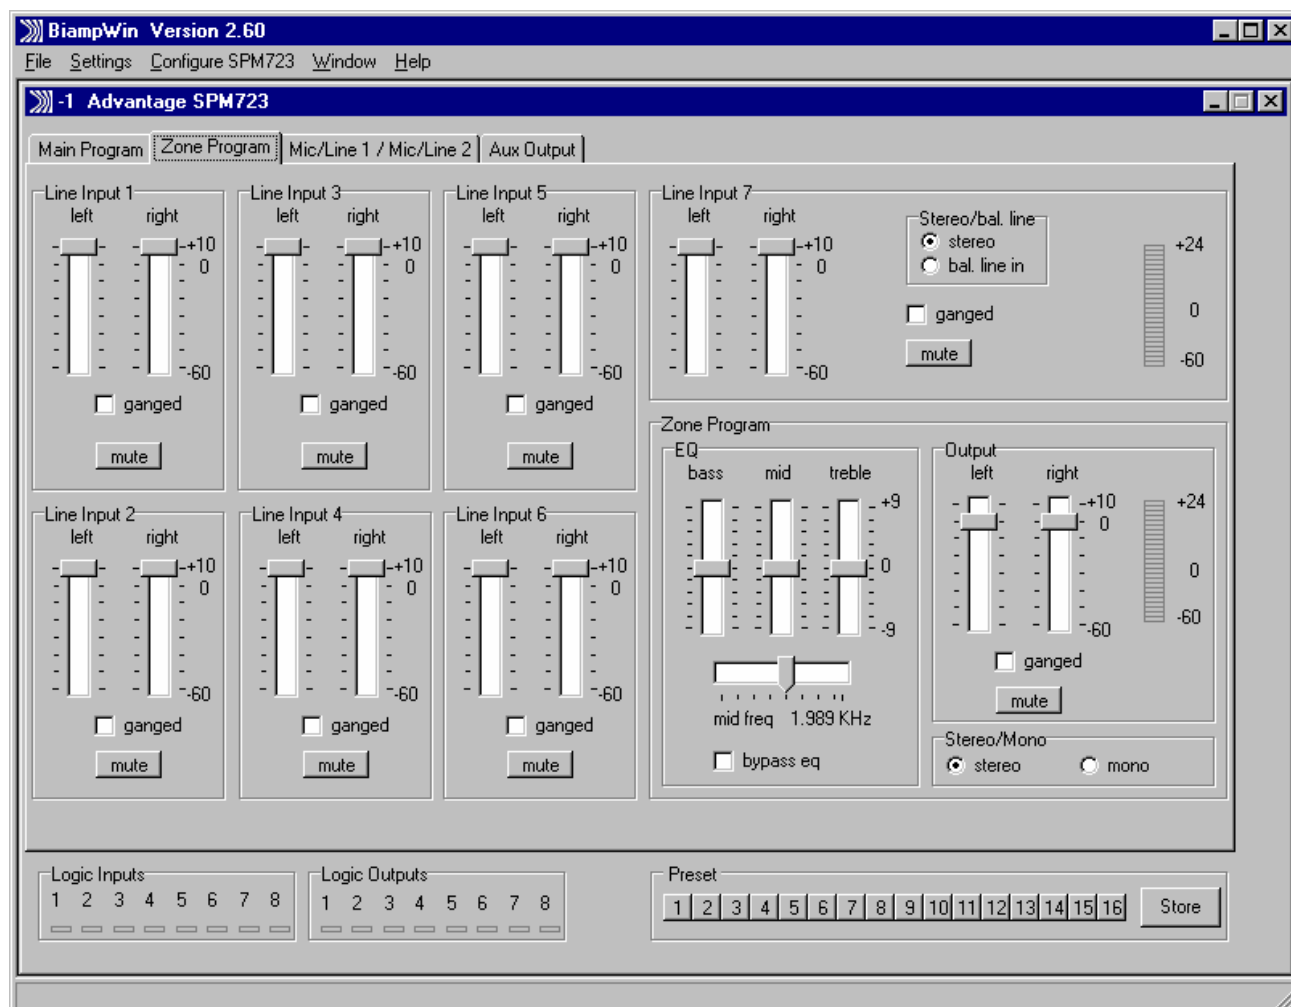 BiampWin Version 2.60
File Settings Configure SPM723 Window Help
-1 Advantage SPM723
Main Program Zone Program Mic/Line 1 / Mic/Line 2 Aux Output
Line Input 1
left right
+10
0
-60
ganged
mute
Line Input 3
left right
+10
0
-60
ganged
mute
Line Input 5
left right
+10
0
-60
ganged
mute
Line Input 7
left right
+10
0
-60
Stereo/bal. line
stereo
bal. line in
ganged
mute
+24
0
-60
Line Input 2
left right
+10
0
-60
ganged
mute
Line Input 4
left right
+10
0
-60
ganged
mute
Line Input 6
left right
+10
0
-60
ganged
mute
Zone Program
EQ
bass mid treble
+9
0
-9
mid freq 1.989 KHz
bypass eq
Output
left right
+10
0
-60
+24
0
-60
ganged
mute
Stereo/Mono
stereo mono
Logic Inputs
1 2 3 4 5 6 7 8
Logic Outputs
1 2 3 4 5 6 7 8
Preset
1 2 3 4 5 6 7 8 9 10 11 12 13 14 15 16 Store